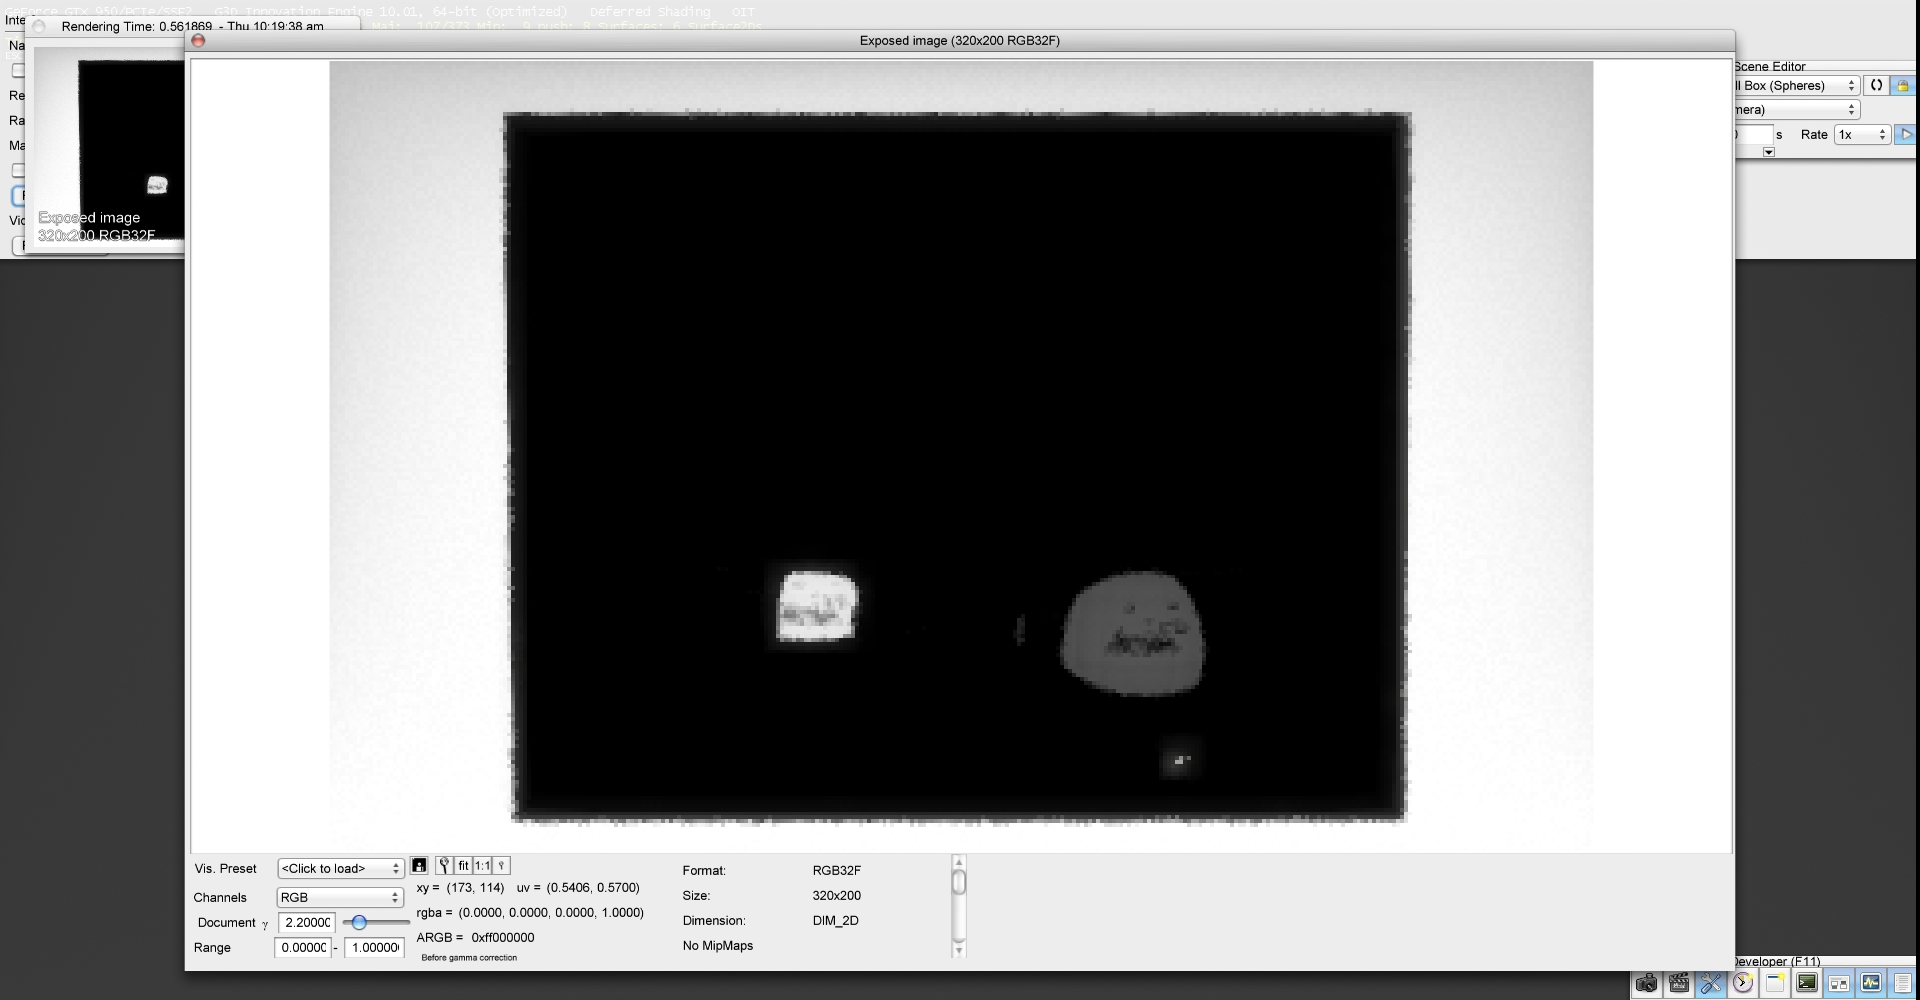 GeForce GTX 950/PCIe/SSE2 G3D Innovation Engine 10.01, 64-bit (Optimized) Deferred Shading OIT
Rendering Time: 0.561869 - Thu 10:19:38 am
Exposed image (320x200 RGB32F)
Na
Re
Ra
Ma
Exposed image
320x200 RGB32F
Scene Editor
ll Box (Spheres)
mera)
s Rate 1x
Vis. Preset <Click to load> fit 1:1
Channels RGB
Document γ 2.20000
Range 0.00000 - 1.00000
xy = (173, 114) uv = (0.5406, 0.5700)
rgba = (0.0000, 0.0000, 0.0000, 1.0000)
ARGB = 0xff000000
Before gamma correction
Format: RGB32F
Size: 320x200
Dimension: DIM_2D
No MipMaps
Developer (F11)